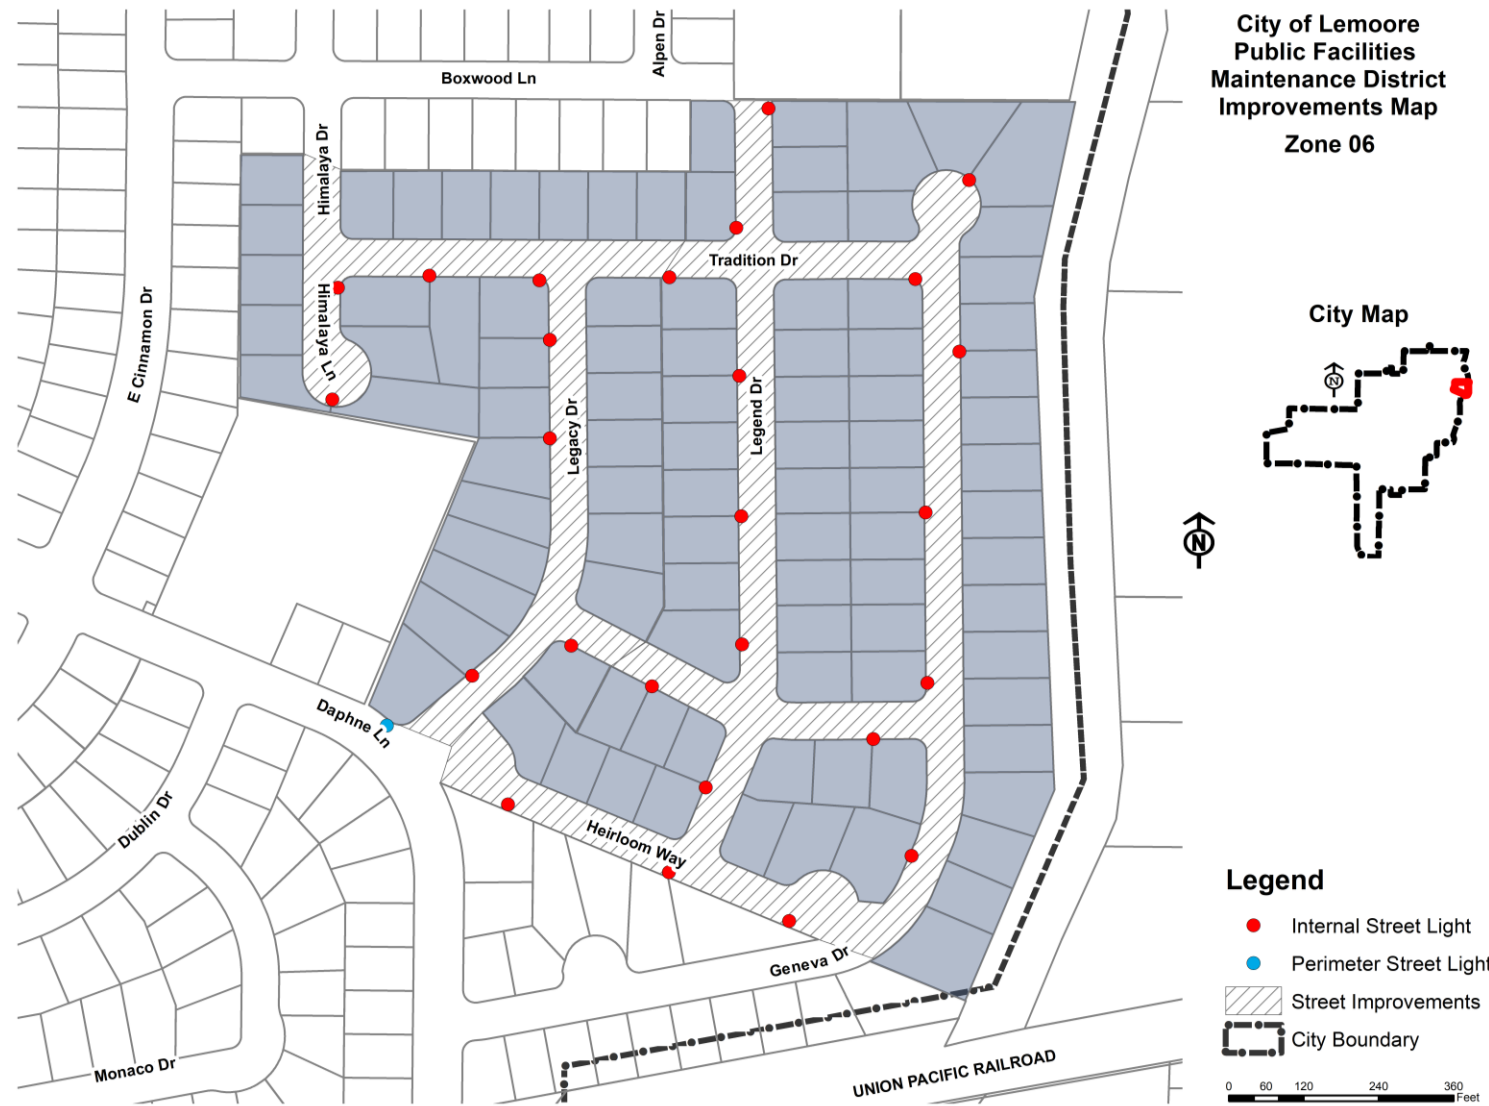 City of Lemoore
Public Facilities
Maintenance District
Improvements Map
Zone 06
Alpen Dr
Boxwood Ln
Himalaya Dr
Tradition Dr
Himalaya Ln
E Cinnamon Dr
Legacy Dr
Legend Dr
City Map
N
N
Daphne Ln
Dublin Dr
Heirloom Way
Geneva Dr
Monaco Dr
UNION PACIFIC RAILROAD
Legend
Internal Street Light
Perimeter Street Light
Street Improvements
City Boundary
0 60 120 240 360
Feet